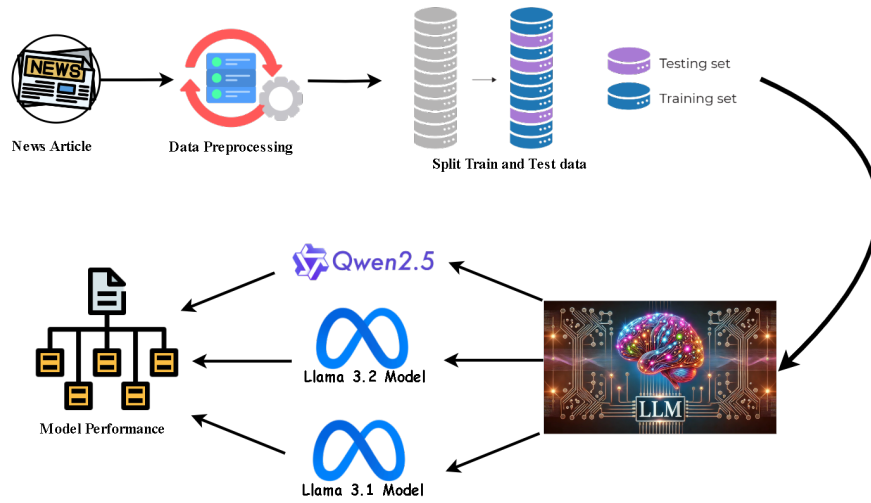 NEWS
News Article
Data Preprocessing
Split Train and Test data
Testing set
Training set
Qwen2.5
Llama 3.2 Model
Llama 3.1 Model
LLM
Model Performance